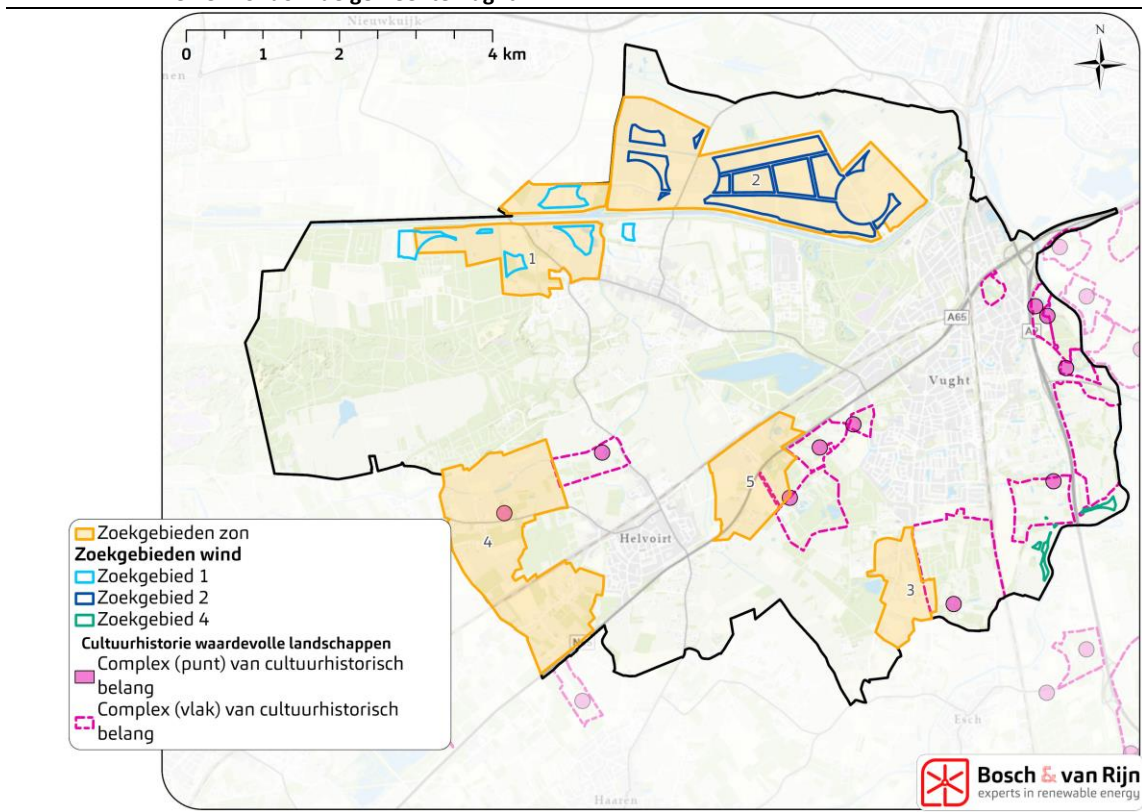 Nieuwkuijk
0 1 2 4 km
N
2
1
A65
Vught
5
4
Helvoirt
3
Esch
Haaren
Zoekgebieden zon
Zoekgebieden wind
Zoekgebied 1
Zoekgebied 2
Zoekgebied 4
Cultuurhistorie waardevolle landschappen
Complex (punt) van cultuurhistorisch
belang
Complex (vlak) van cultuurhistorisch
belang
Bosch & van Rijn
experts in renewable energy